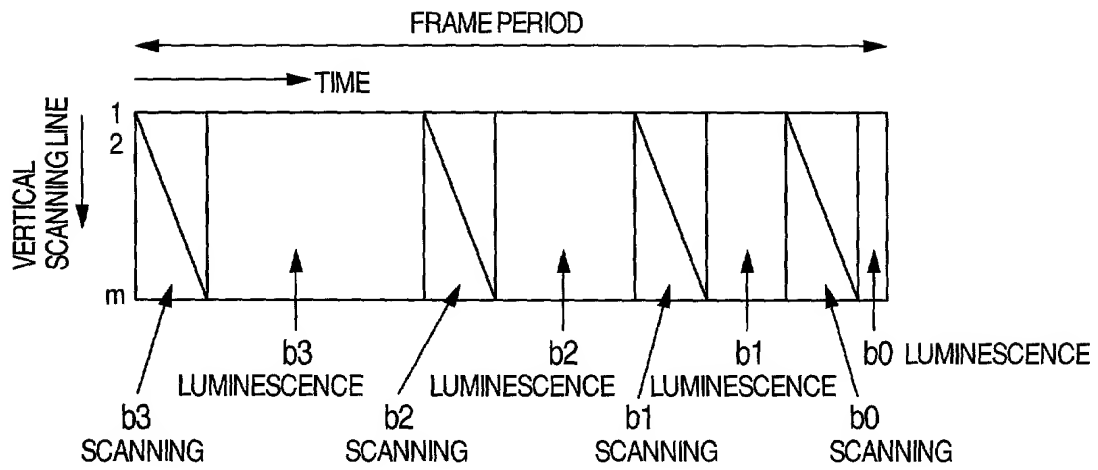 FRAME PERIOD
TIME
VERTICAL
SCANNING LINE
1
2
m
b3
LUMINESCENCE
b2
LUMINESCENCE
b1
LUMINESCENCE
b0 LUMINESCENCE
b3
SCANNING
b2
SCANNING
b1
SCANNING
b0
SCANNING